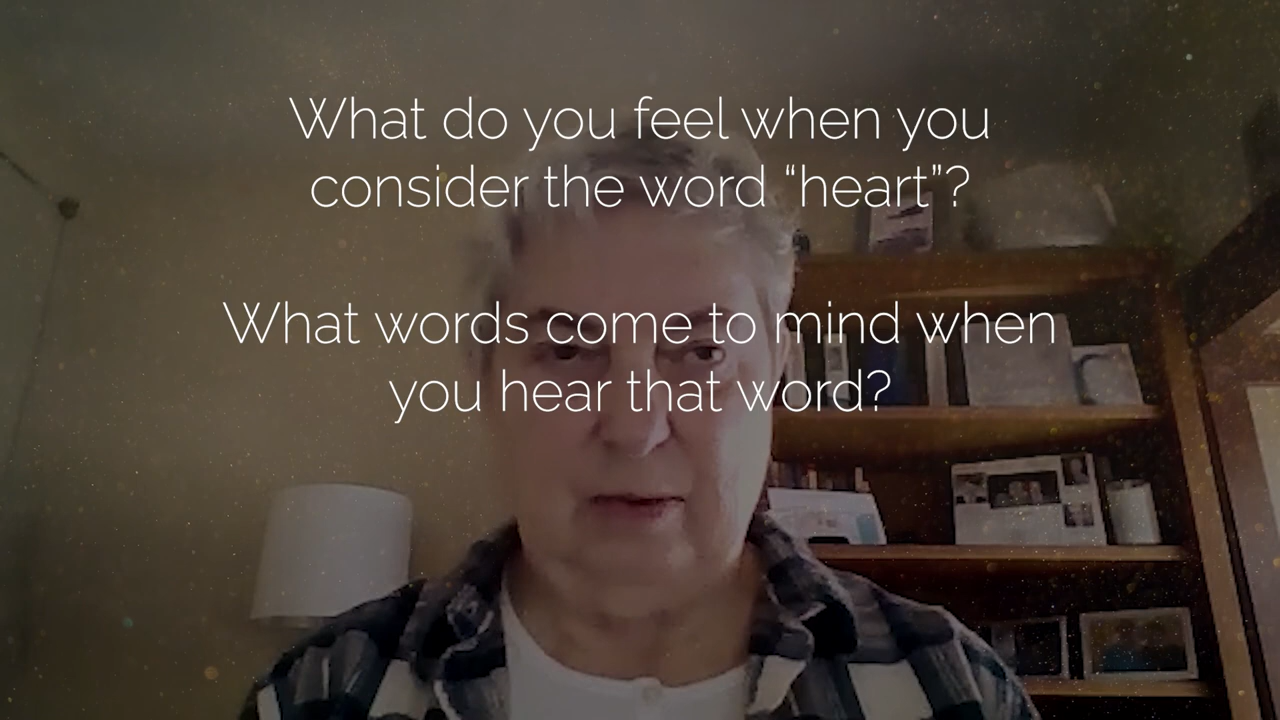 What do you feel when you
consider the word “heart”?
What words come to mind when
you hear that word?